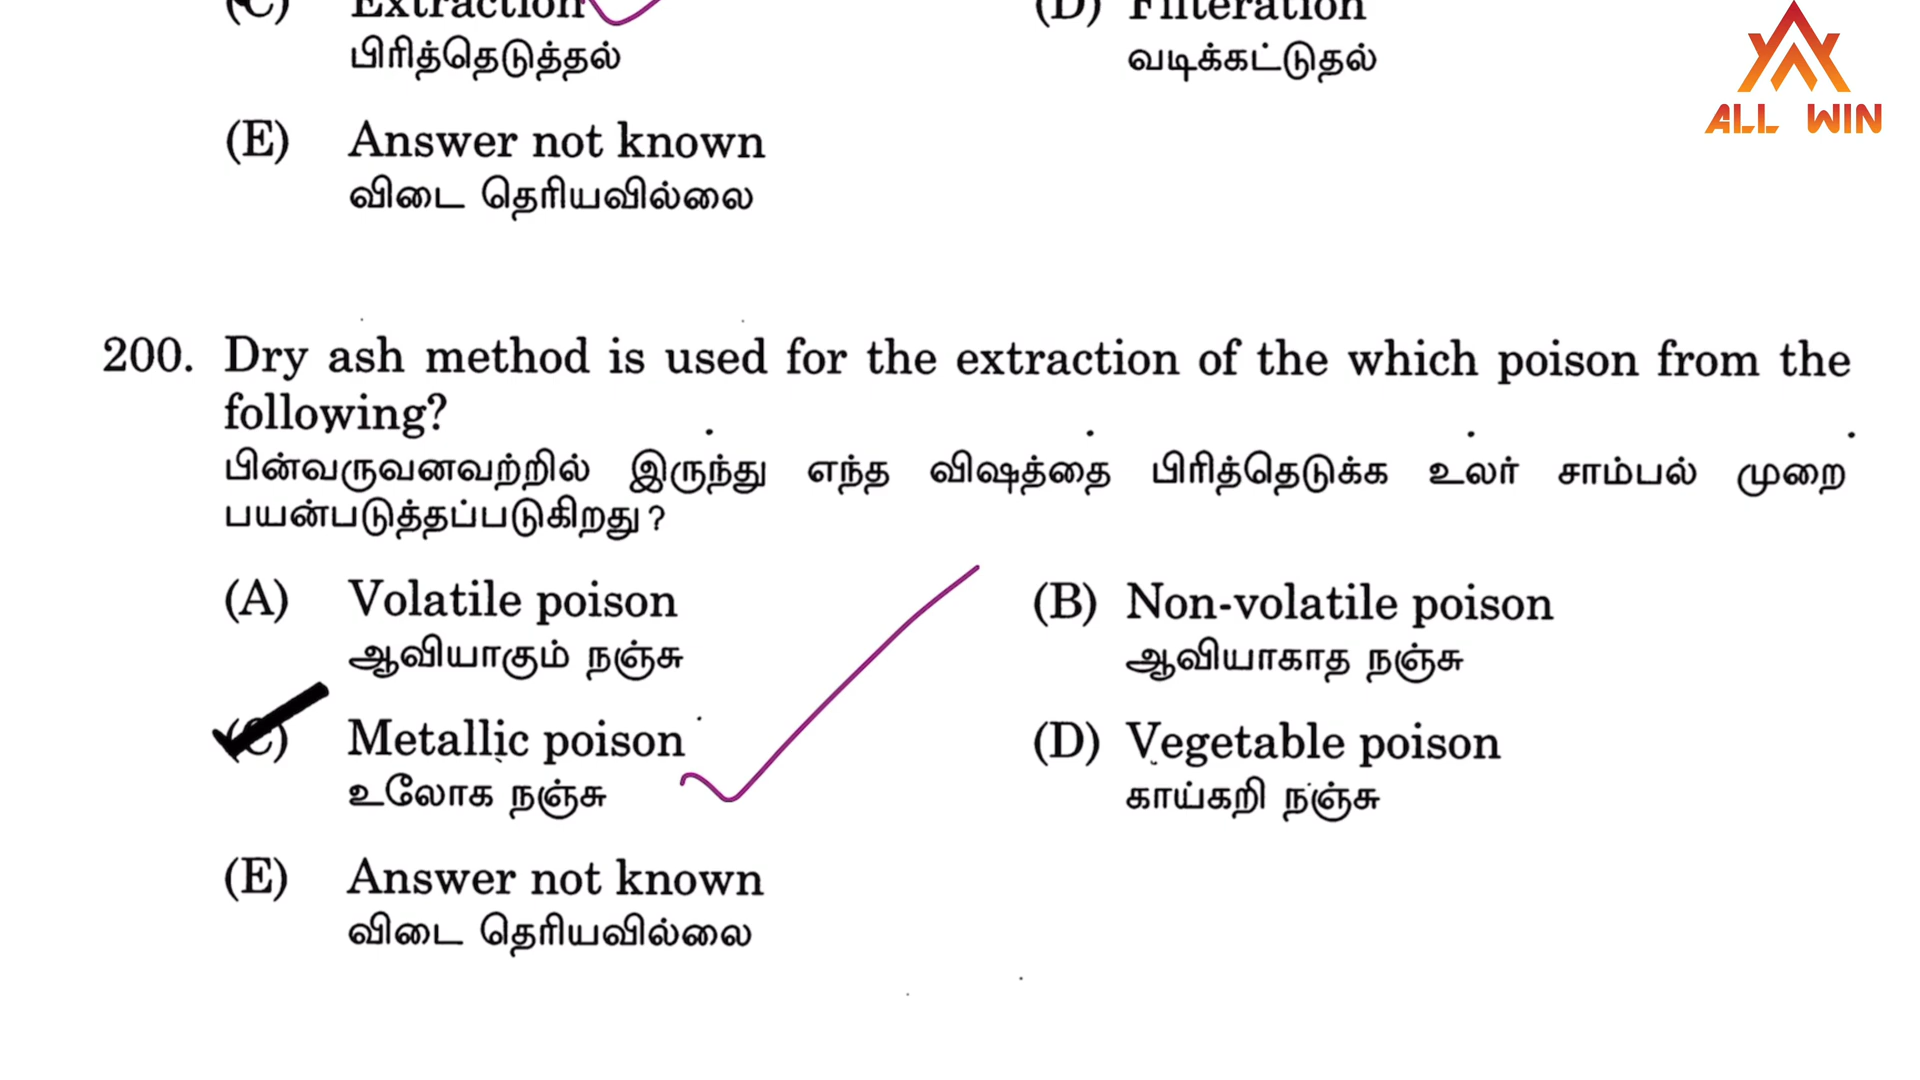 (C) Extraction (D) Filteration
பிரித்தெடுத்தல் வடிக்கட்டுதல்
ALL WIN
(E) Answer not known
விடை தெரியவில்லை
200. Dry ash method is used for the extraction of the which poison from the
following?
பின்வருவனவற்றில் இருந்து எந்த விஷத்தை பிரித்தெடுக்க உலர் சாம்பல் முறை
பயன்படுத்தப்படுகிறது?
(A) Volatile poison (B) Non-volatile poison
ஆவியாகும் நஞ்சு ஆவியாகாத நஞ்சு
(C) Metallic poison (D) Vegetable poison
உலோக நஞ்சு காய்கறி நஞ்சு
(E) Answer not known
விடை தெரியவில்லை